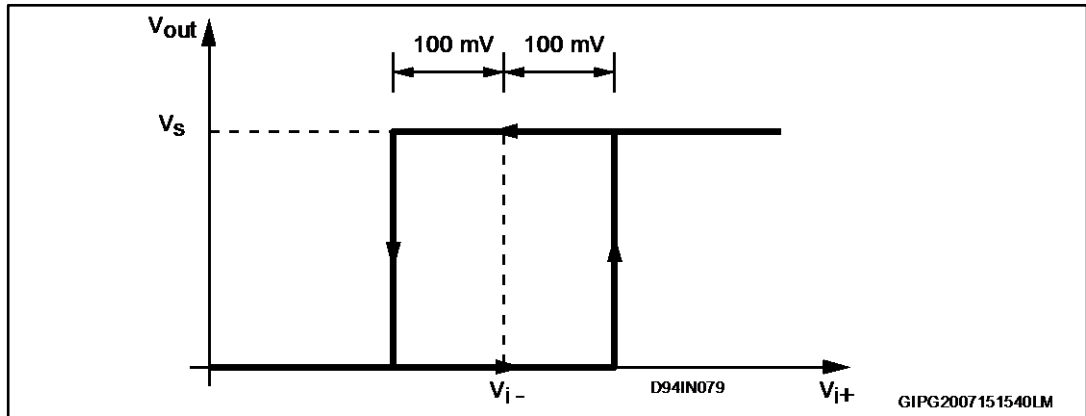 Vout
100 mV 100 mV
Vs
Vi -
D94IN079
Vi+
GIPG2007151540LM